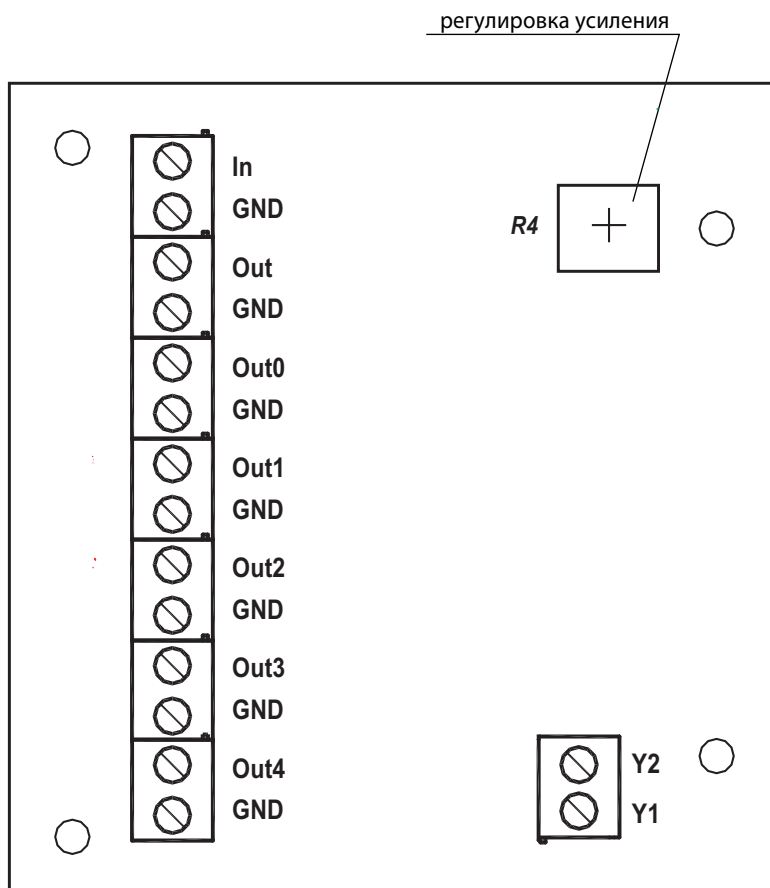 регулировка усиления
In
GND
R4
Out
GND
Out0
GND
Out1
GND
Out2
GND
Out3
GND
Out4
GND
Y2
Y1